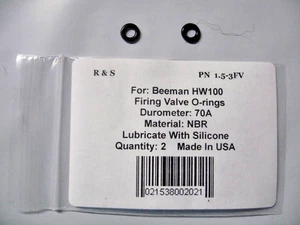 R & S PN 1.5-3FV
For: Beeman HW100
Firing Valve O-rings
Durometer: 70A
Material: NBR
Lubricate With Silicone
Quantity: 2 Made In USA
021538002021